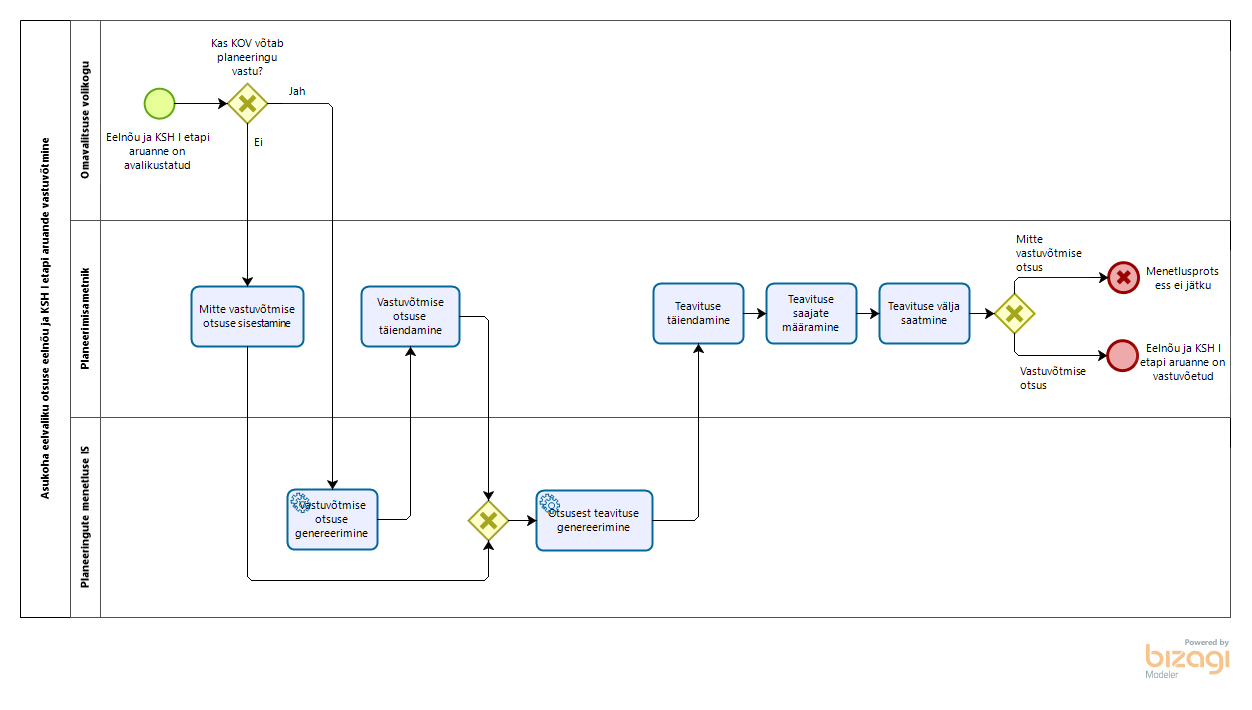 Asukoha eelvaliku otsuse eelnõu ja KSH I etapi aruande vastuvõtmine
Omavalitsuse volikogu
Kas KOV võtab
planeeringu
vastu?
Jah
Ei
Eelnõu ja KSH I etapi
aruanne on
avalikustatud
Planeerimisametnik
Mitte vastuvõtmise
otsuse sisestamine
Vastuvõtmise
otsuse
täiendamine
Teavituse
täiendamine
Teavituse
saajate
määramine
Teavituse välja
saatmine
Mitte
vastuvõtmise
otsus
Menetlusprots
ess ei jätku
Vastuvõtmise
otsus
Eelnõu ja KSH I
etapi aruanne on
vastuvõetud
Planeeringute menetluse IS
Vastuvõtmise
otsuse
genereerimine
Otsusest teavituse
genereerimine
Powered by
bizagi
Modeler